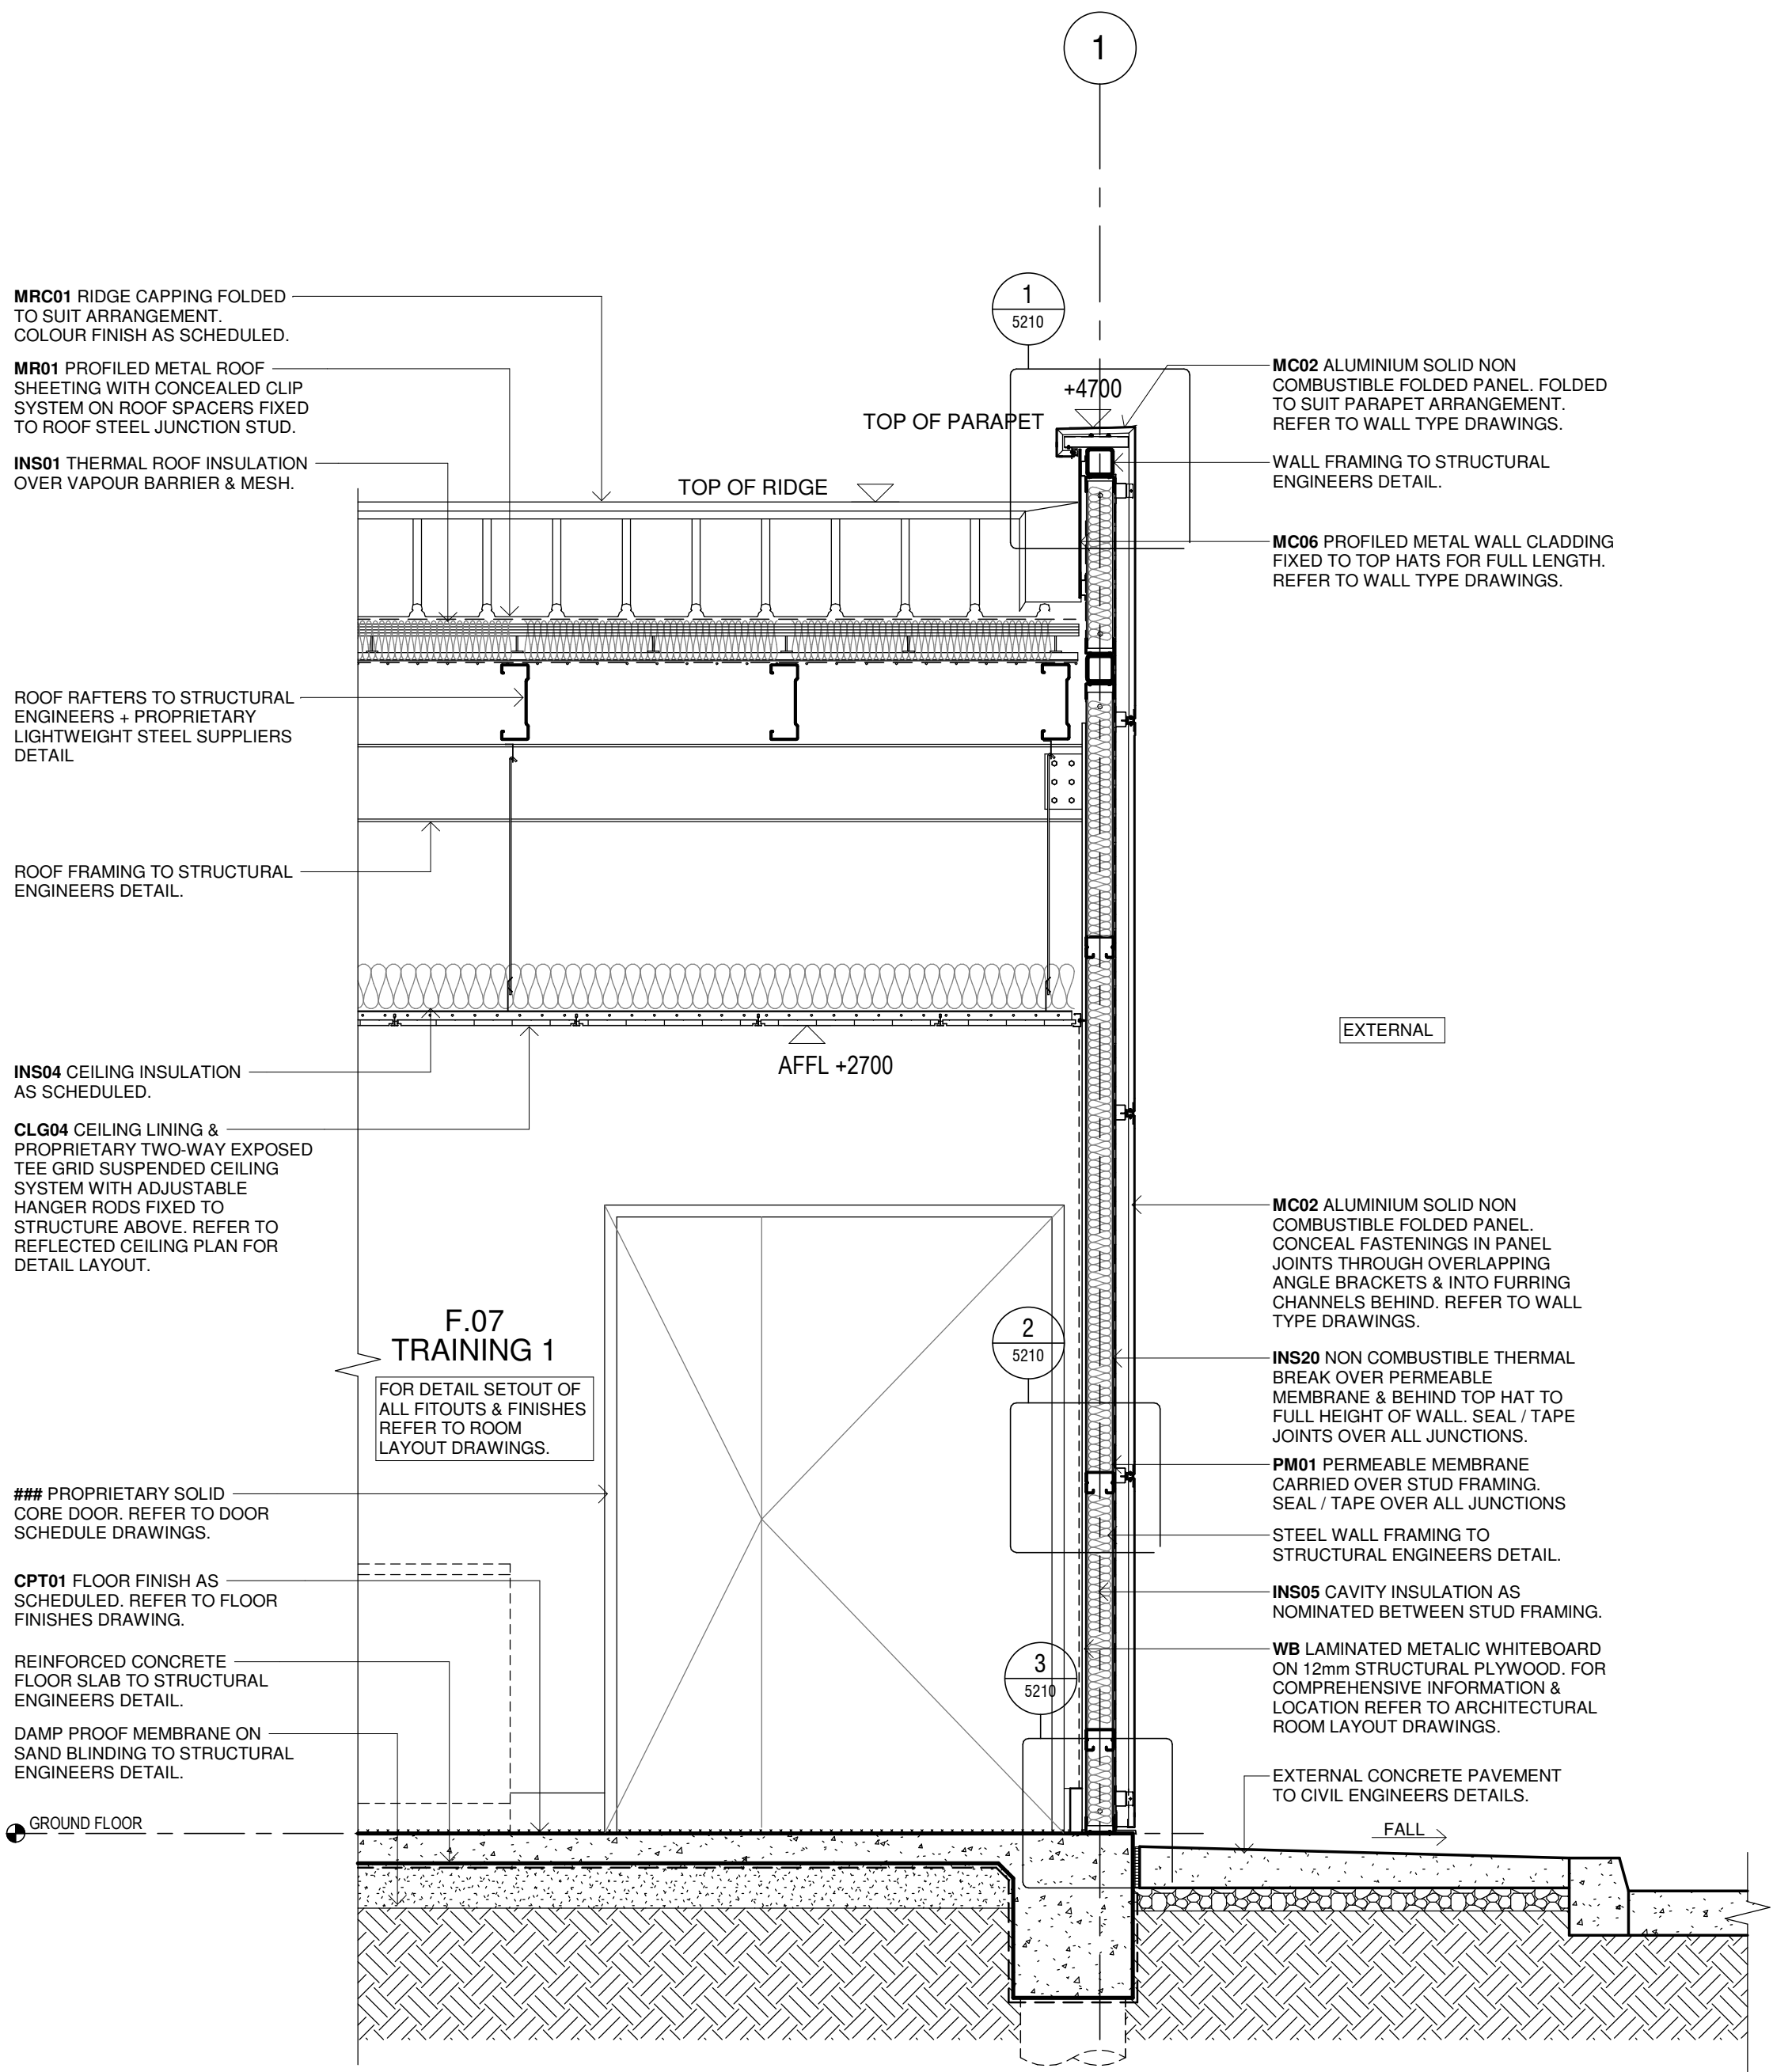 1
MRC01 RIDGE CAPPING FOLDED
TO SUIT ARRANGEMENT.
COLOUR FINISH AS SCHEDULED.
MR01 PROFILED METAL ROOF
SHEETING WITH CONCEALED CLIP
SYSTEM ON ROOF SPACERS FIXED
TO ROOF STEEL JUNCTION STUD.
INS01 THERMAL ROOF INSULATION
OVER VAPOUR BARRIER & MESH.
ROOF RAFTERS TO STRUCTURAL
ENGINEERS + PROPRIETARY
LIGHTWEIGHT STEEL SUPPLIERS
DETAIL
ROOF FRAMING TO STRUCTURAL
ENGINEERS DETAIL.
INS04 CEILING INSULATION
AS SCHEDULED.
CLG04 CEILING LINING &
PROPRIETARY TWO-WAY EXPOSED
TEE GRID SUSPENDED CEILING
SYSTEM WITH ADJUSTABLE
HANGER RODS FIXED TO
STRUCTURE ABOVE. REFER TO
REFLECTED CEILING PLAN FOR
DETAIL LAYOUT.
### PROPRIETARY SOLID
CORE DOOR. REFER TO DOOR
SCHEDULE DRAWINGS.
CPT01 FLOOR FINISH AS
SCHEDULED. REFER TO FLOOR
FINISHES DRAWING.
REINFORCED CONCRETE
FLOOR SLAB TO STRUCTURAL
ENGINEERS DETAIL.
DAMP PROOF MEMBRANE ON
SAND BLINDING TO STRUCTURAL
ENGINEERS DETAIL.
GROUND FLOOR
1
5210
+4700
TOP OF PARAPET
TOP OF RIDGE
AFFL +2700
F.07
TRAINING 1
FOR DETAIL SETOUT OF
ALL FITOUTS & FINISHES
REFER TO ROOM
LAYOUT DRAWINGS.
2
5210
3
5210
MC02 ALUMINIUM SOLID NON
COMBUSTIBLE FOLDED PANEL. FOLDED
TO SUIT PARAPET ARRANGEMENT.
REFER TO WALL TYPE DRAWINGS.
WALL FRAMING TO STRUCTURAL
ENGINEERS DETAIL.
MC06 PROFILED METAL WALL CLADDING
FIXED TO TOP HATS FOR FULL LENGTH.
REFER TO WALL TYPE DRAWINGS.
EXTERNAL
MC02 ALUMINIUM SOLID NON
COMBUSTIBLE FOLDED PANEL.
CONCEAL FASTENINGS IN PANEL
JOINTS THROUGH OVERLAPPING
ANGLE BRACKETS & INTO FURRING
CHANNELS BEHIND. REFER TO WALL
TYPE DRAWINGS.
INS20 NON COMBUSTIBLE THERMAL
BREAK OVER PERMEABLE
MEMBRANE & BEHIND TOP HAT TO
FULL HEIGHT OF WALL. SEAL / TAPE
JOINTS OVER ALL JUNCTIONS.
PM01 PERMEABLE MEMBRANE
CARRIED OVER STUD FRAMING.
SEAL / TAPE OVER ALL JUNCTIONS
STEEL WALL FRAMING TO
STRUCTURAL ENGINEERS DETAIL.
INS05 CAVITY INSULATION AS
NOMINATED BETWEEN STUD FRAMING.
WB LAMINATED METALIC WHITEBOARD
ON 12mm STRUCTURAL PLYWOOD. FOR
COMPREHENSIVE INFORMATION &
LOCATION REFER TO ARCHITECTURAL
ROOM LAYOUT DRAWINGS.
EXTERNAL CONCRETE PAVEMENT
TO CIVIL ENGINEERS DETAILS.
FALL